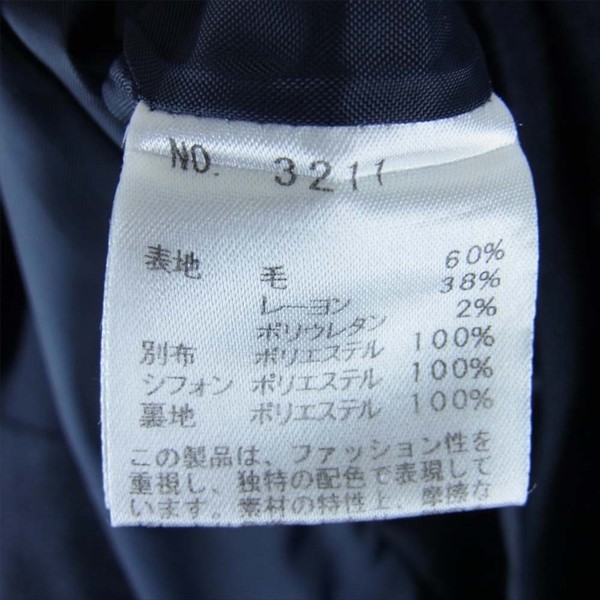 NO. 3211
表地 毛 60%
レーヨン 38%
ポリウレタン 2%
別布 ポリエステル 100%
シフォン ポリエステル 100%
裏地 ポリエステル 100%
この製品は、ファッション性を
重視し、独特の配色で表現して
います。素材の特性上、摩擦な